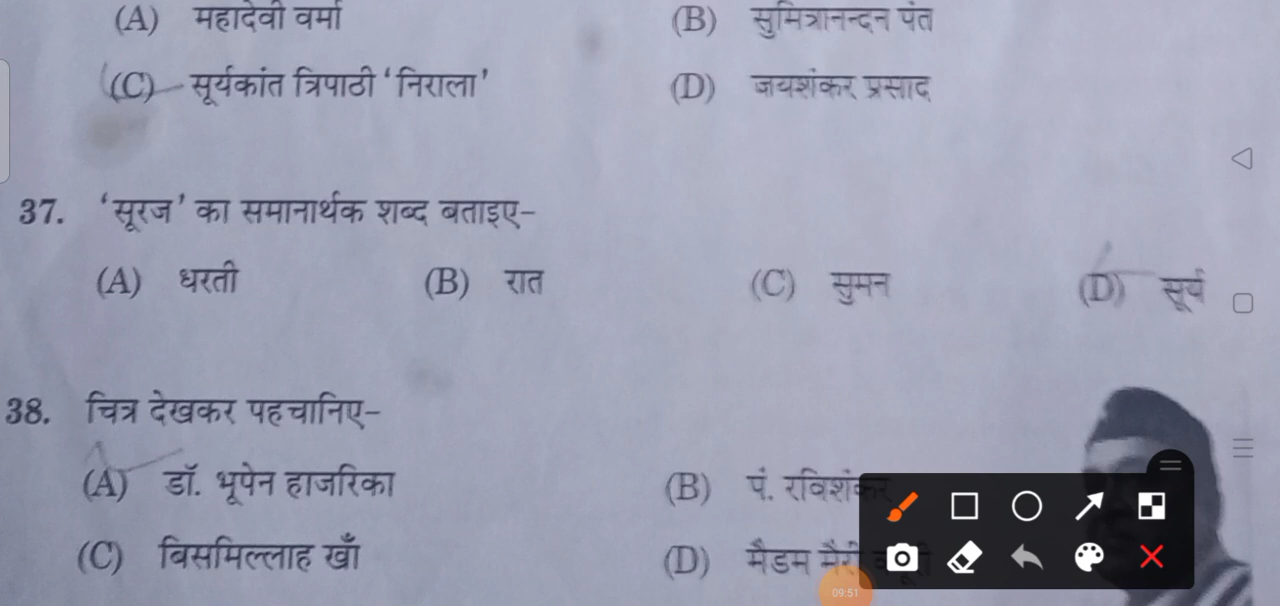 (A) महादेवी वर्मा (B) सुमित्रानन्दन पंत
(C) सूर्यकांत त्रिपाठी 'निराला' (D) जयशंकर प्रसाद
37. 'सूरज' का समानार्थक शब्द बताइए-
(A) धरती (B) रात (C) सुमन (D) सूर्य
38. चित्र देखकर पहचानिए-
(A) डॉ. भूपेन हाजरिका (B) पं. रविशंकर
(C) बिसमिल्लाह खाँ (D) मैडम मैरी
09:51